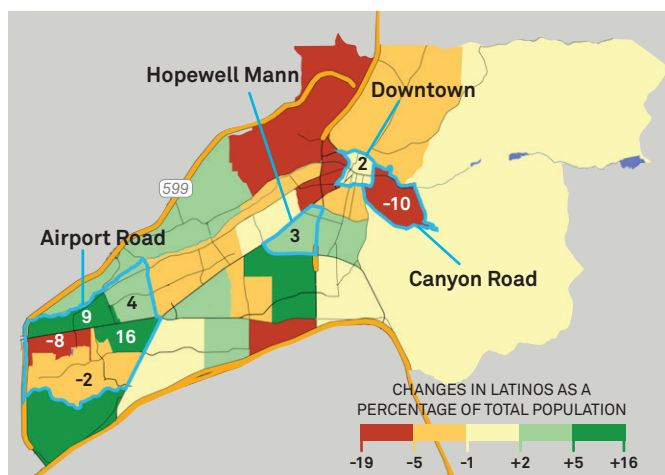 Hopewell Mann
Downtown
2
599
-10
3
Airport Road
Canyon Road
4
9
16
-8
-2
CHANGES IN LATINOS AS A
PERCENTAGE OF TOTAL POPULATION
-19 -5 -1 +2 +5 +16